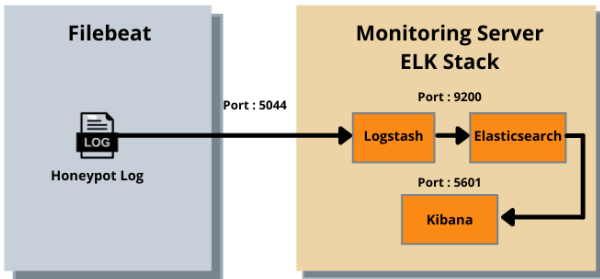 Filebeat
LOG
Honeypot Log
Port : 5044
Monitoring Server
ELK Stack
Port : 9200
Logstash
Elasticsearch
Port : 5601
Kibana